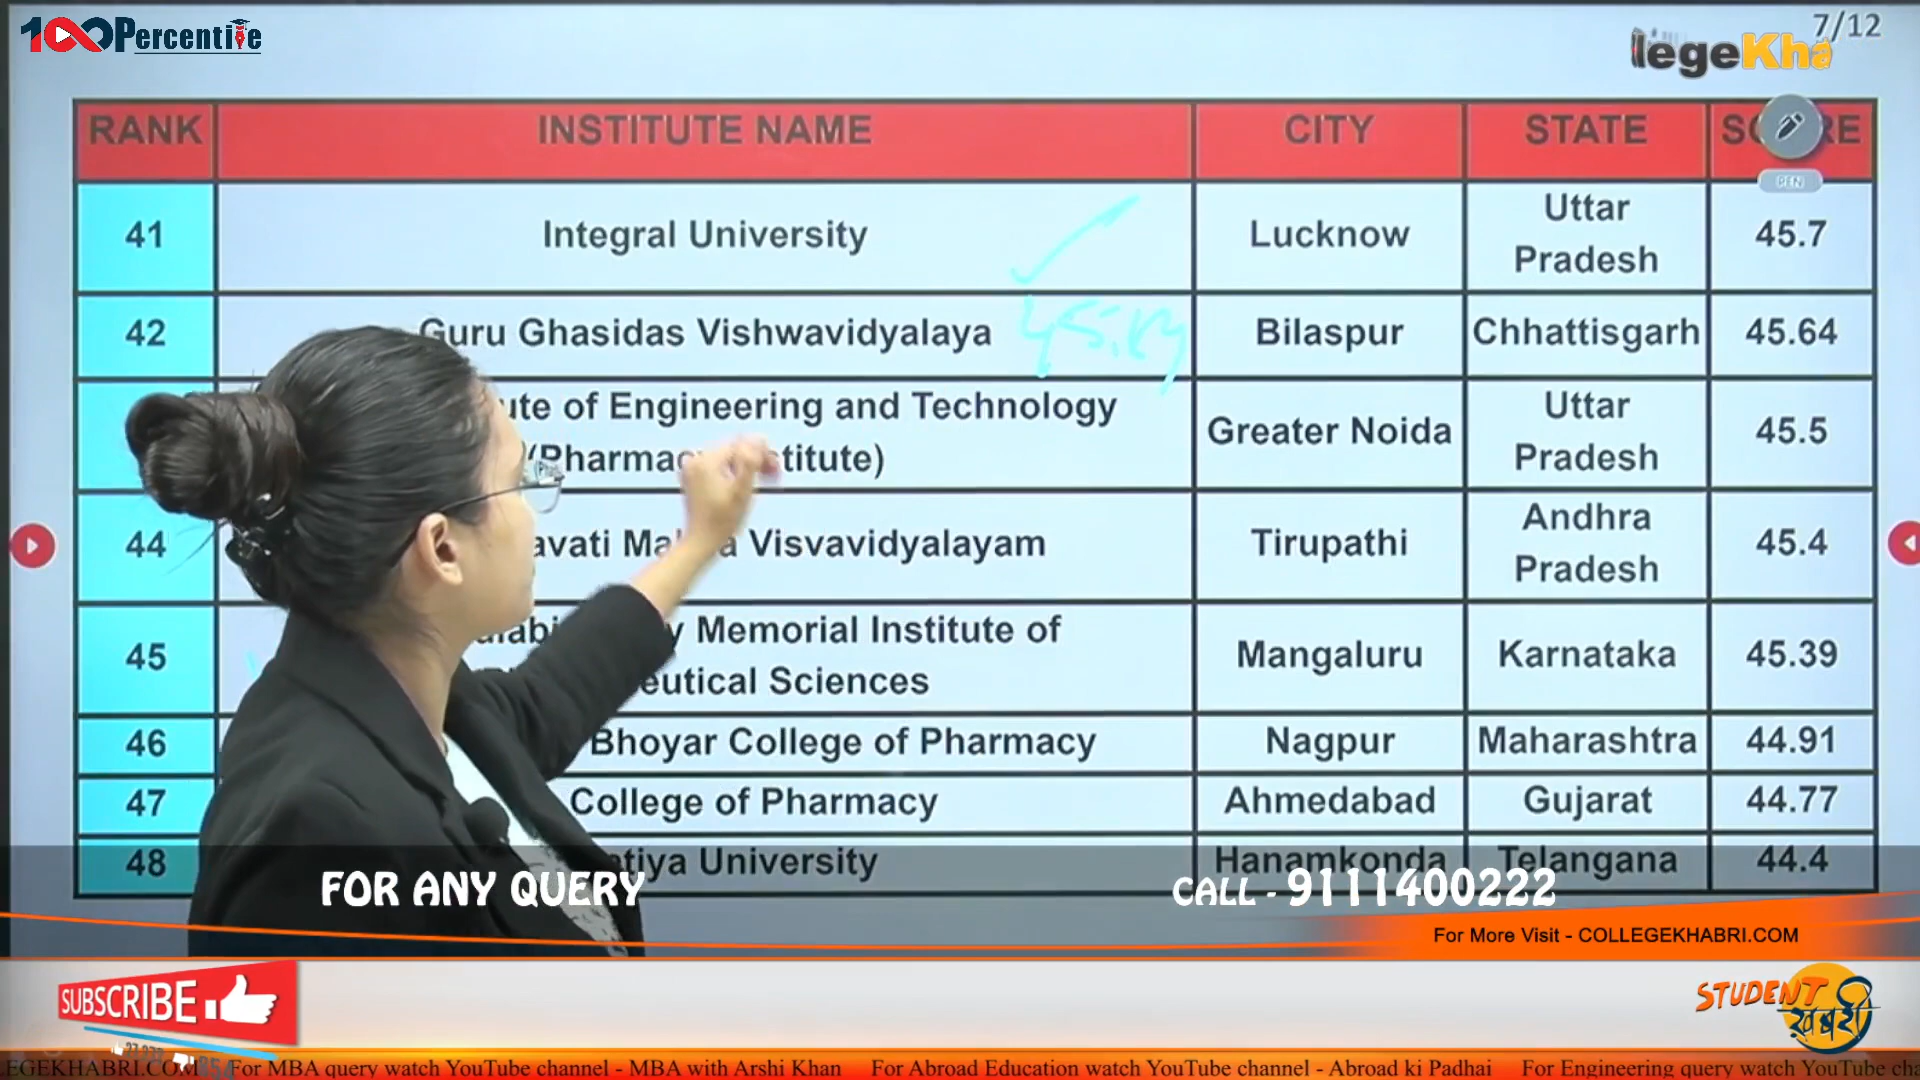 100Percentile
7/12
legeKha
RANK INSTITUTE NAME CITY STATE
PEN
41 Integral University Lucknow Uttar Pradesh 45.7
42 Guru Ghasidas Vishwavidyalaya Bilaspur Chhattisgarh 45.64
ute of Engineering and Technology
(Pharmacy stitute) Greater Noida Uttar Pradesh 45.5
44 avati Visvavidyalayam Tirupathi Andhra Pradesh 45.4
45 Memorial Institute of
eutical Sciences Mangaluru Karnataka 45.39
46 Bhoyar College of Pharmacy Nagpur Maharashtra 44.91
47 College of Pharmacy Ahmedabad Gujarat 44.77
48 tiya University Hanamkonda Telangana 44.4
FOR ANY QUERY CALL - 9111400222
For More Visit - COLLEGEKHABRI.COM
SUBSCRIBE
STUDENT
खबरी
EGEKHABRI.COM For MBA query watch YouTube channel - MBA with Arshi Khan For Abroad Education watch YouTube channel - Abroad ki Padhai For Engineering query watch YouTube cha